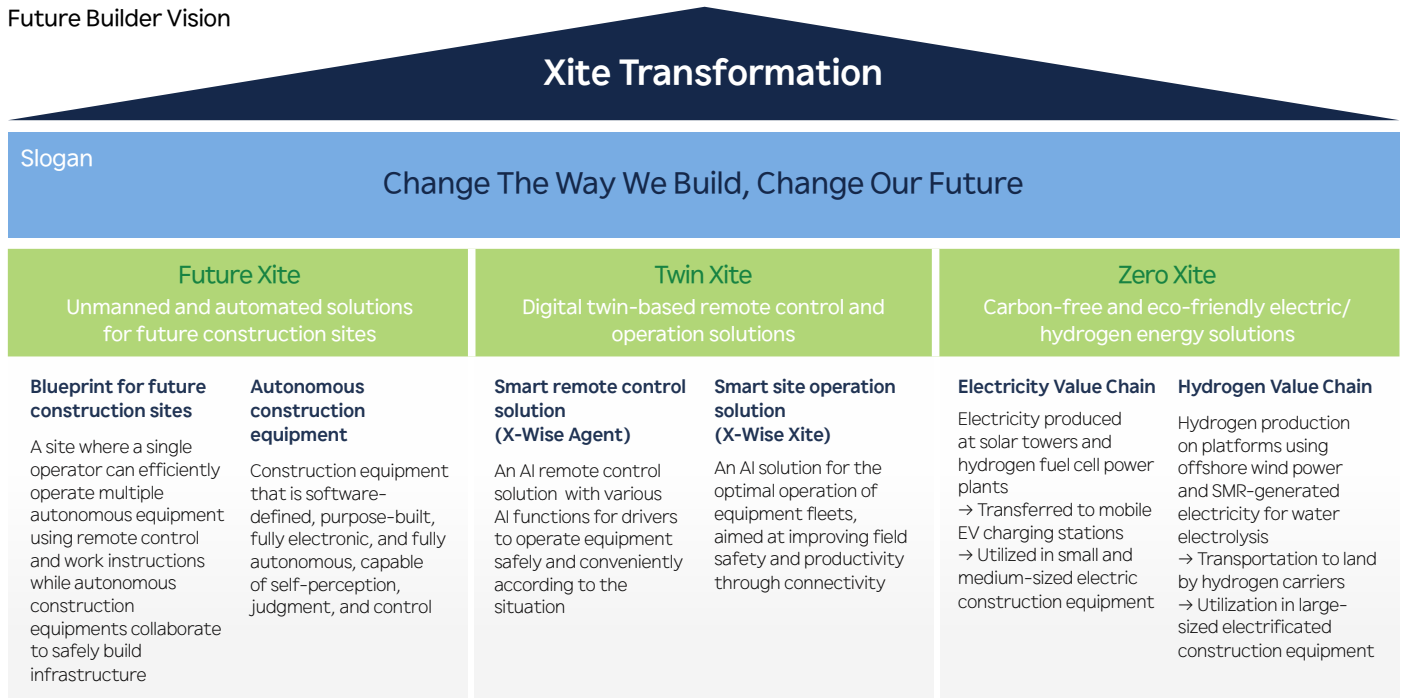 Future Builder Vision
Xite Transformation
Slogan
Change The Way We Build, Change Our Future
Future Xite
Unmanned and automated solutions
for future construction sites
Blueprint for future
construction sites
A site where a single
operator can efficiently
operate multiple
autonomous equipment
using remote control
and work instructions
while autonomous
construction
equipments collaborate
to safely build
infrastructure
Autonomous
construction
equipment
Construction equipment
that is software-
defined, purpose-built,
fully electronic, and fully
autonomous, capable
of self-perception,
judgment, and control
Twin Xite
Digital twin-based remote control and
operation solutions
Smart remote control
solution
(X-Wise Agent)
An AI remote control
solution with various
AI functions for drivers
to operate equipment
safely and conveniently
according to the
situation
Smart site operation
solution
(X-Wise Xite)
An AI solution for the
optimal operation of
equipment fleets,
aimed at improving field
safety and productivity
through connectivity
Zero Xite
Carbon-free and eco-friendly electric/
hydrogen energy solutions
Electricity Value Chain
Electricity produced
at solar towers and
hydrogen fuel cell power
plants
→ Transferred to mobile
EV charging stations
→ Utilized in small and
medium-sized electric
construction equipment
Hydrogen Value Chain
Hydrogen production
on platforms using
offshore wind power
and SMR-generated
electricity for water
electrolysis
→ Transportation to land
by hydrogen carriers
→ Utilization in large-
sized electrificated
construction equipment